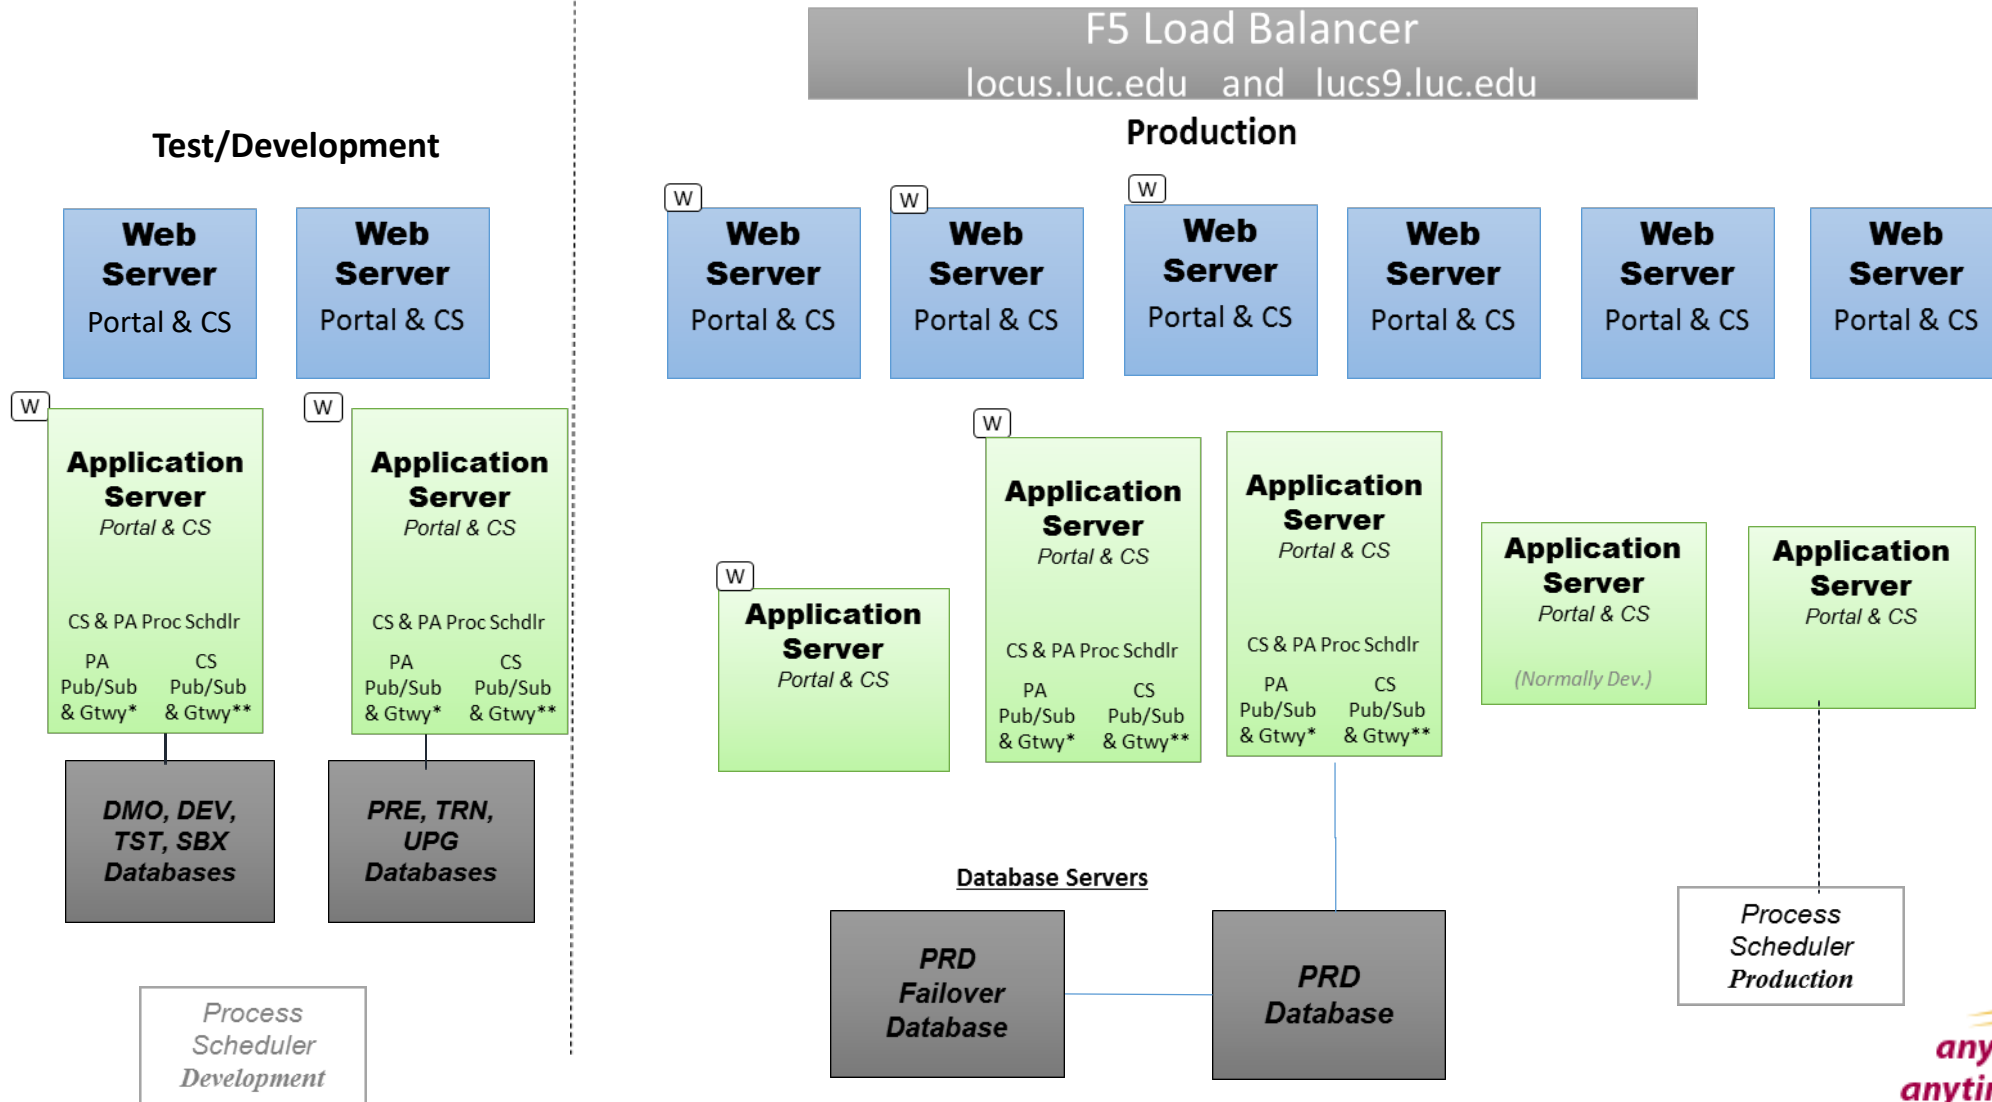 F5 Load Balancer
locus.luc.edu and lucs9.luc.edu
Test/Development
Production
Web
Server
Portal & CS
Web
Server
Portal & CS
W
Web
Server
Portal & CS
W
Web
Server
Portal & CS
W
Web
Server
Portal & CS
Web
Server
Portal & CS
Web
Server
Portal & CS
Web
Server
Portal & CS
W
Application
Server
Portal & CS
CS & PA Proc Schdlr
PA
Pub/Sub
& Gtwy*
CS
Pub/Sub
& Gtwy**
W
Application
Server
Portal & CS
CS & PA Proc Schdlr
PA
Pub/Sub
& Gtwy*
CS
Pub/Sub
& Gtwy**
W
Application
Server
Portal & CS
W
Application
Server
Portal & CS
CS & PA Proc Schdlr
PA
Pub/Sub
& Gtwy*
CS
Pub/Sub
& Gtwy**
Application
Server
Portal & CS
CS & PA Proc Schdlr
PA
Pub/Sub
& Gtwy*
CS
Pub/Sub
& Gtwy**
Application
Server
Portal & CS
(Normally Dev.)
Application
Server
Portal & CS
DMO, DEV,
TST, SBX
Databases
PRE, TRN,
UPG
Databases
Database Servers
PRD
Failover
Database
PRD
Database
Process
Scheduler
Production
Process
Scheduler
Development
any